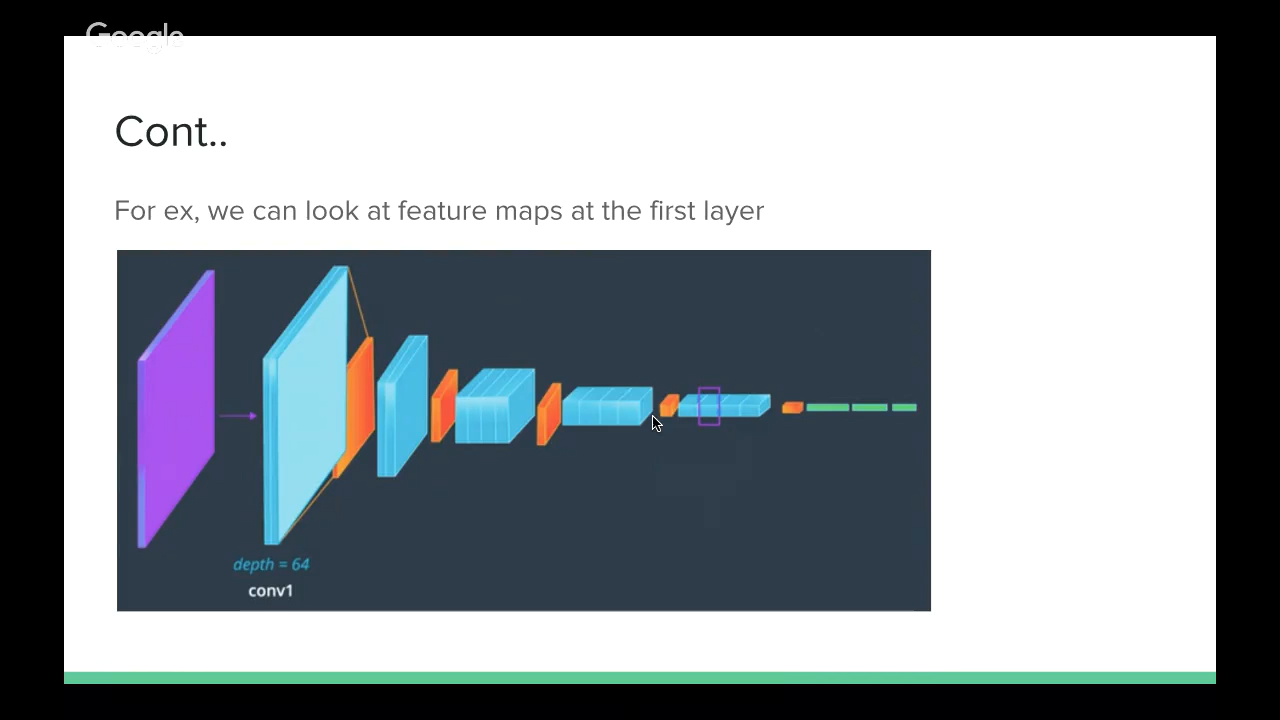 Google
Cont..
For ex, we can look at feature maps at the first layer
depth = 64
conv1